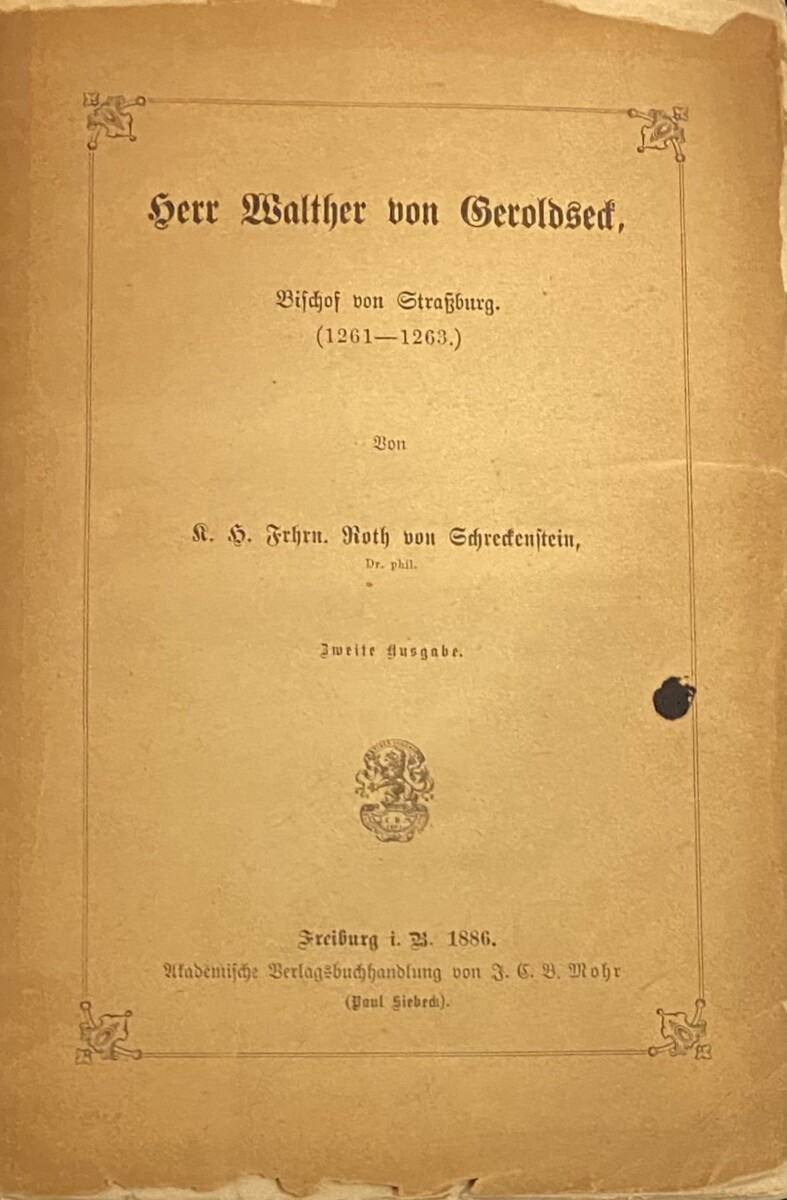 Herr Walther von Geroldseck,
Bischof von Straßburg.
(1261—1263.)
Von
K. H. Frhrn. Roth von Schreckenstein,
Dr. phil.
Zweite Ausgabe.
Freiburg i. B. 1886.
Akademische Verlagsbuchhandlung von J. C. B. Mohr
(Paul Siebeck).